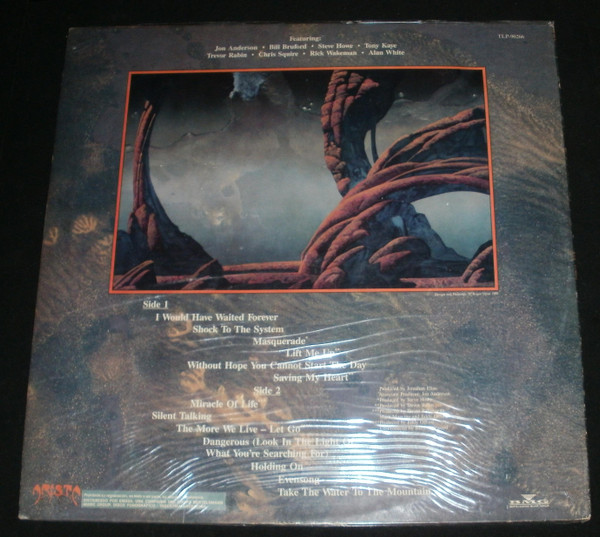 Featuring:
Jon Anderson • Bill Bruford • Steve Howe • Tony Kaye
Trevor Rabin • Chris Squire • Rick Wakeman • Alan White
TLP-90286
Side 1
I Would Have Waited Forever
Shock To The System
Masquerade
Lift Me Up
Without Hope You Cannot Start The Day
Saving My Heart
Side 2
Miracle Of Life
Silent Talking
The More We Live – Let Go
Dangerous (Look In The Light Of
What You're Searching For)
Holding On
Evensong
Take The Water To The Mountain
ARISTA
BMG